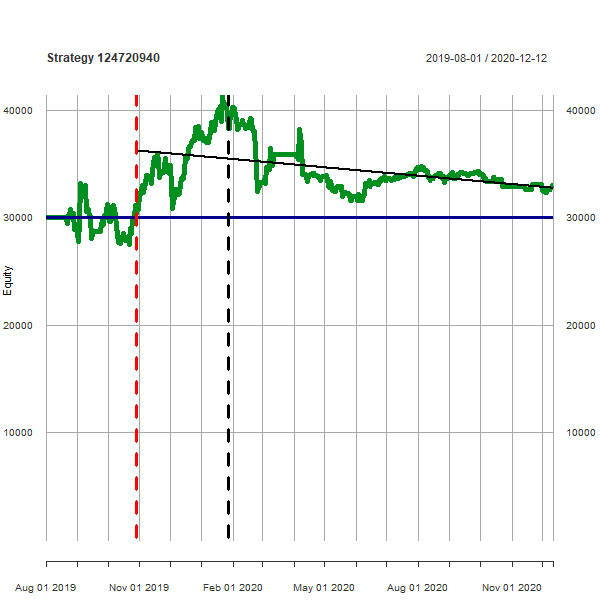 Strategy 124720940
2019-08-01 / 2020-12-12
40000
40000
30000
30000
Equity
20000
20000
10000
10000
Aug 01 2019
Nov 01 2019
Feb 01 2020
May 01 2020
Aug 01 2020
Nov 01 2020